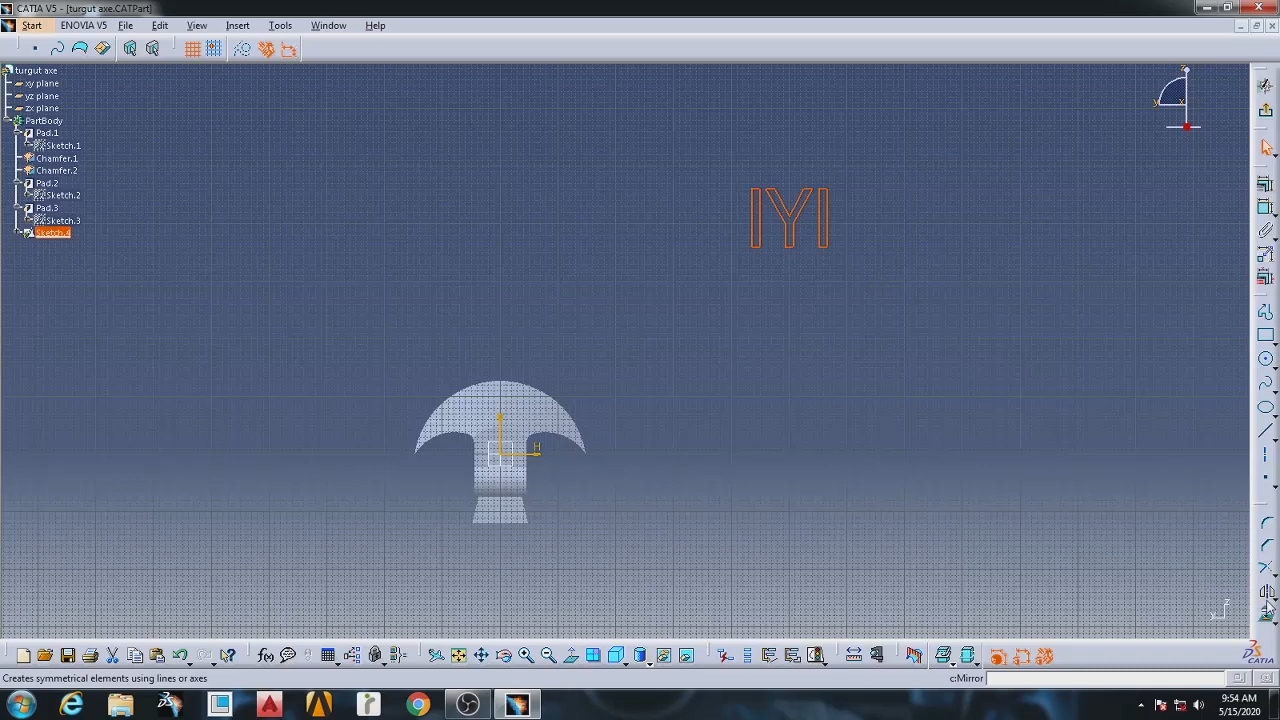 CATIA V5 - [turgut axe.CATPart]
Start ENOVIA V5 File Edit View Insert Tools Window Help
turgut axe
xy plane
yz plane
zx plane
PartBody
Pad.1
Sketch.1
Chamfer.1
Chamfer.2
Pad.2
Sketch.2
Pad.3
Sketch.3
Sketch.4
z
y x
IYI
H
z
y
f(x)
CATIA
Creates symmetrical elements using lines or axes
c:Mirror
9:54 AM
5/15/2020